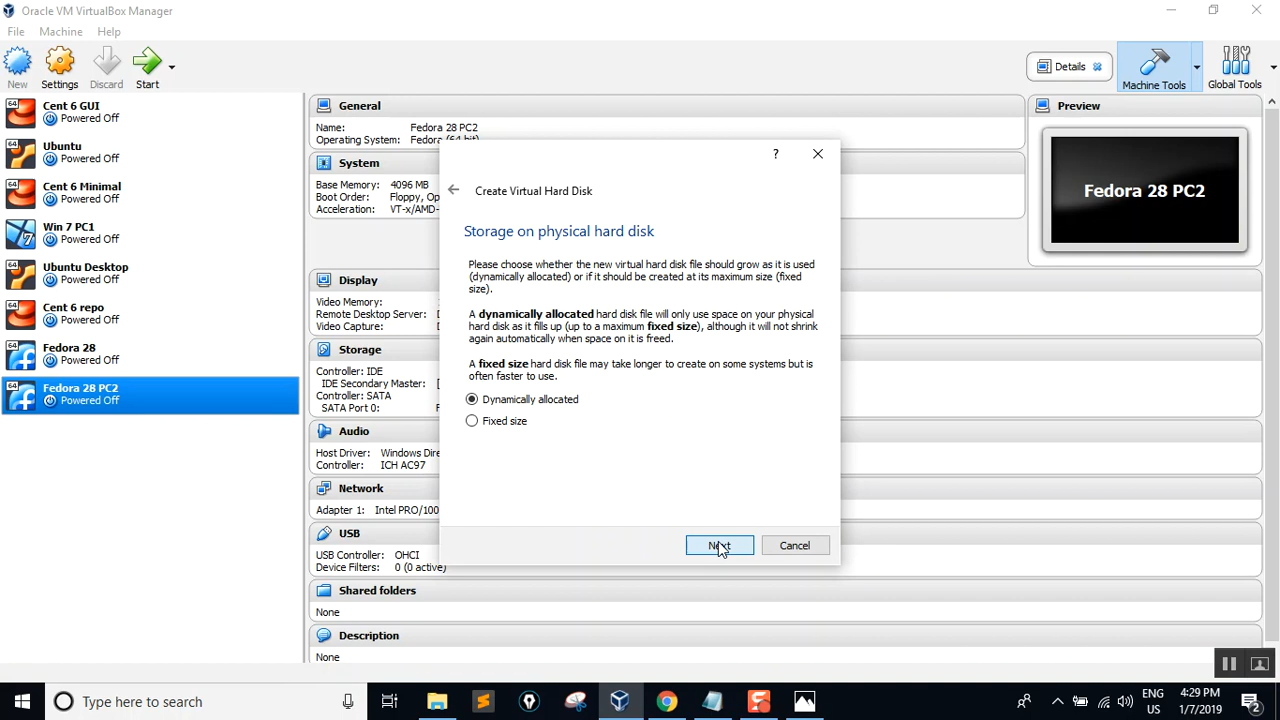 Oracle VM VirtualBox Manager
File Machine Help
New Settings Discard Start
Details
Machine Tools
Global Tools
64 Cent 6 GUI
Powered Off
64 Ubuntu
Powered Off
64 Cent 6 Minimal
Powered Off
64 Win 7 PC1
7 Powered Off
64 Ubuntu Desktop
Powered Off
64 Cent 6 repo
Powered Off
64 Fedora 28
Powered Off
64 Fedora 28 PC2
Powered Off
General
Name: Fedora 28 PC2
Operating System: Fedora (64 bit)
System
Base Memory: 4096 MB
Boot Order: Floppy, Op
Acceleration: VT-x/AMD-
Display
Video Memory:
Remote Desktop Server:
Video Capture:
Storage
Controller: IDE
IDE Secondary Master: [
Controller: SATA
SATA Port 0:
Audio
Host Driver: Windows Dire
Controller: ICH AC97
Network
Adapter 1: Intel PRO/100
USB
USB Controller: OHCI
Device Filters: 0 (0 active)
Shared folders
None
Description
None
Preview
Fedora 28 PC2
?
Create Virtual Hard Disk
Storage on physical hard disk
Please choose whether the new virtual hard disk file should grow as it is used
(dynamically allocated) or if it should be created at its maximum size (fixed
size).
A dynamically allocated hard disk file will only use space on your physical
hard disk as it fills up (up to a maximum fixed size), although it will not shrink
again automatically when space on it is freed.
A fixed size hard disk file may take longer to create on some systems but is
often faster to use.
Dynamically allocated
Fixed size
Next Cancel
Type here to search
ENG
US
4:29 PM
1/7/2019
2